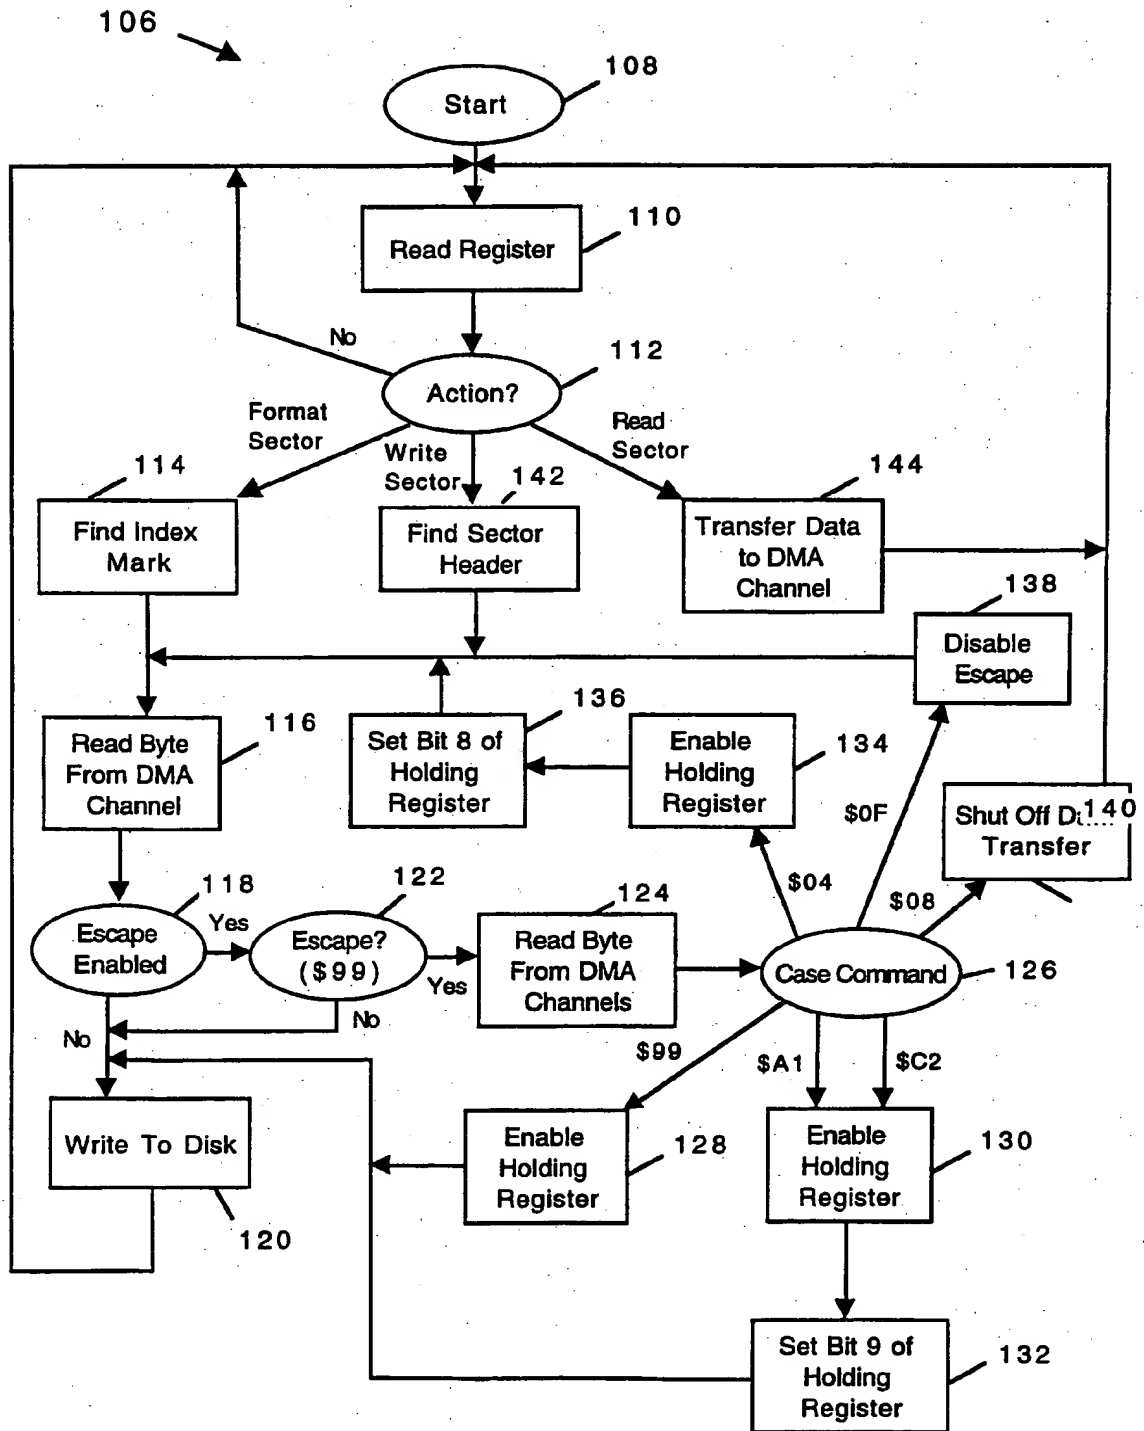 106
108
Start
110
Read Register
No
112
Action?
Format
Sector
Write
Sector
Read
Sector
114
142
144
Find Index
Mark
Find Sector
Header
Transfer Data
to DMA
Channel
138
Disable
Escape
116
Read Byte
From DMA
Channel
136
Set Bit 8 of
Holding
Register
Enable
Holding
Register
134
$0F
140
Shut Off
Transfer
$04
$08
118
Escape
Enabled
Yes
122
Escape?
($99)
Yes
124
Read Byte
From DMA
Channels
Case Command
126
No
No
$99
$A1
$C2
Write To Disk
120
Enable
Holding
Register
128
Enable
Holding
Register
130
Set Bit 9 of
Holding
Register
132